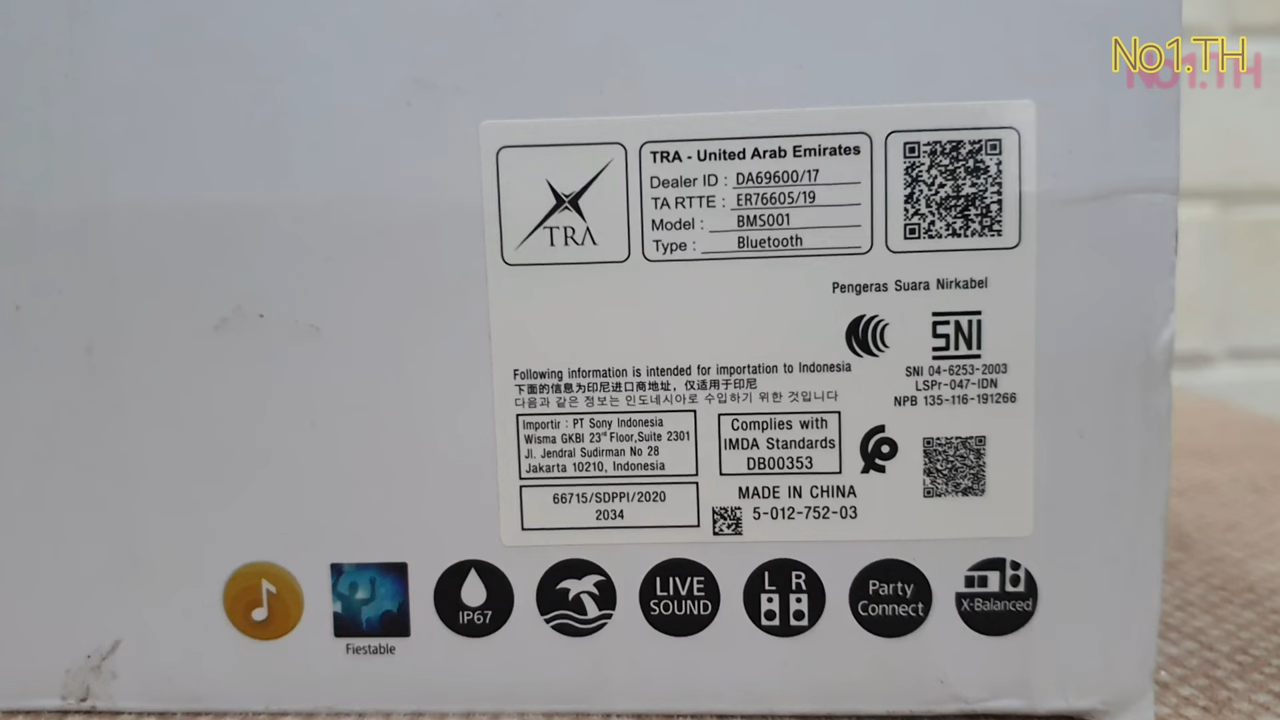 No1.TH
TRA
TRA - United Arab Emirates
Dealer ID : DA69600/17
TA RTTE : ER76605/19
Model : BMS001
Type : Bluetooth
Pengeras Suara Nirkabel
SNI
SNI 04-6253-2003
LSPr-047-IDN
NPB 135-116-191266
Following information is intended for importation to Indonesia
下面的信息为印尼进口商地址，仅适用于印尼
다음과 같은 정보는 인도네시아로 수입하기 위한 것입니다
Importir : PT Sony Indonesia
Wisma GKBI 23rd Floor,Suite 2301
Jl. Jendral Sudirman No 28
Jakarta 10210, Indonesia
Complies with
IMDA Standards
DB00353
66715/SDPPI/2020
2034
MADE IN CHINA
5-012-752-03
Fiestable
IP67
LIVE
SOUND
L R
Party
Connect
X-Balanced